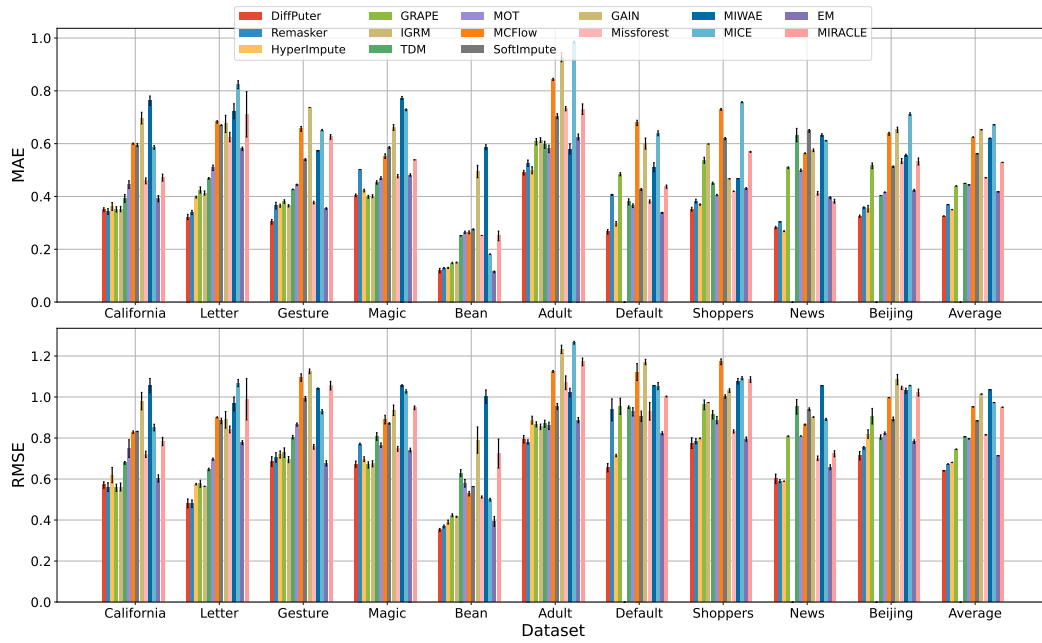 DiffPuter GRAPE MOT GAIN MIWAE EM
Remasker IGRM MCFlow Missforest MICE MIRACLE
HyperImpute TDM SoftImpute
1.0
0.8
0.6
0.4
0.2
0.0
MAE
California Letter Gesture Magic Bean Adult Default Shoppers News Beijing Average
1.2
1.0
0.8
0.6
0.4
0.2
0.0
RMSE
California Letter Gesture Magic Bean Adult Default Shoppers News Beijing Average
Dataset